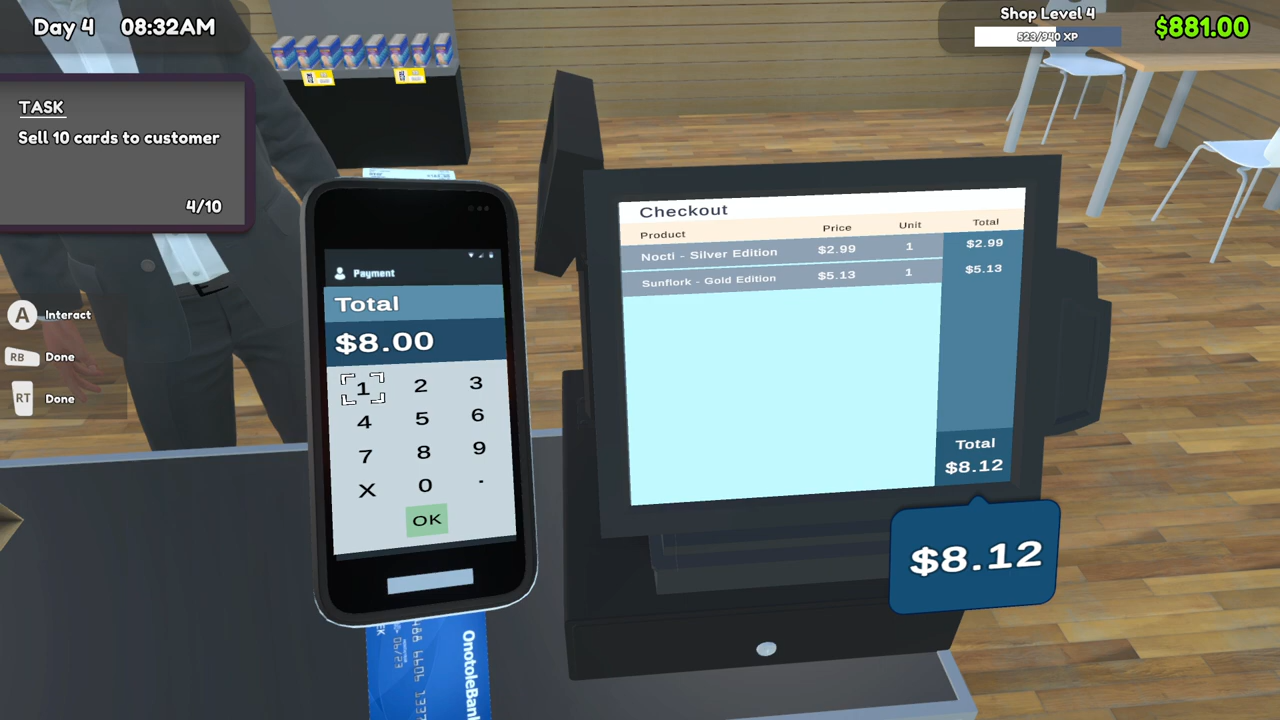 Day 4 08:32AM
Shop Level 4
523/940 XP
$881.00
TASK
Sell 10 cards to customer
4/10
A Interact
RB Done
RT Done
Payment
Total
$8.00
1 2 3
4 5 6
7 8 9
X 0 .
OK
Checkout
Product Price Unit Total
Nocti - Silver Edition $2.99 1 $2.99
Sunflork - Gold Edition $5.13 1 $5.13
Total
$8.12
$8.12
OnotoleBank